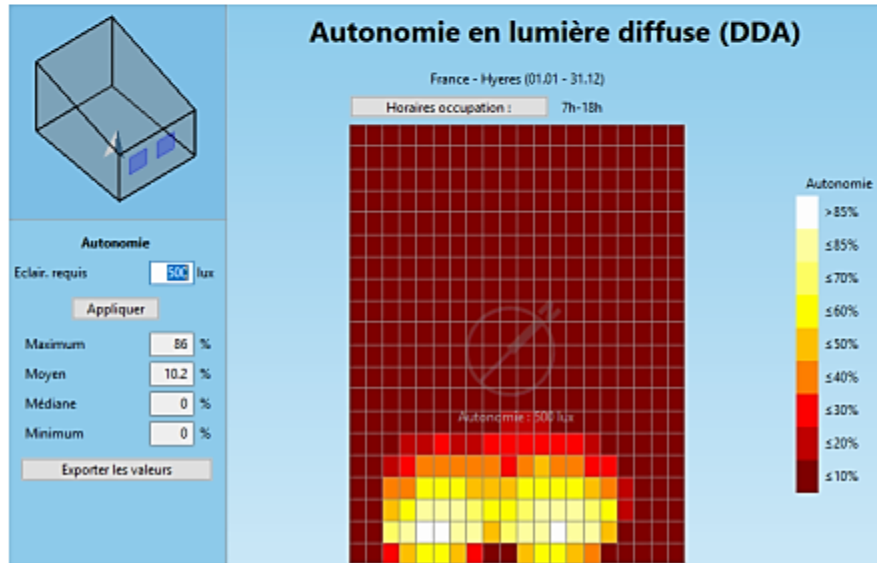 Autonomie en lumière diffuse (DDA)
France - Hyeres (01.01 - 31.12)
Horaires occupation : 7h-18h
Autonomie
Eclair. requis 500 lux
Appliquer
Maximum 86 %
Moyen 10.2 %
Médiane 0 %
Minimum 0 %
Exporter les valeurs
N
Autonomie : 500 lux
Autonomie
>85%
≤85%
≤70%
≤60%
≤50%
≤40%
≤30%
≤20%
≤10%